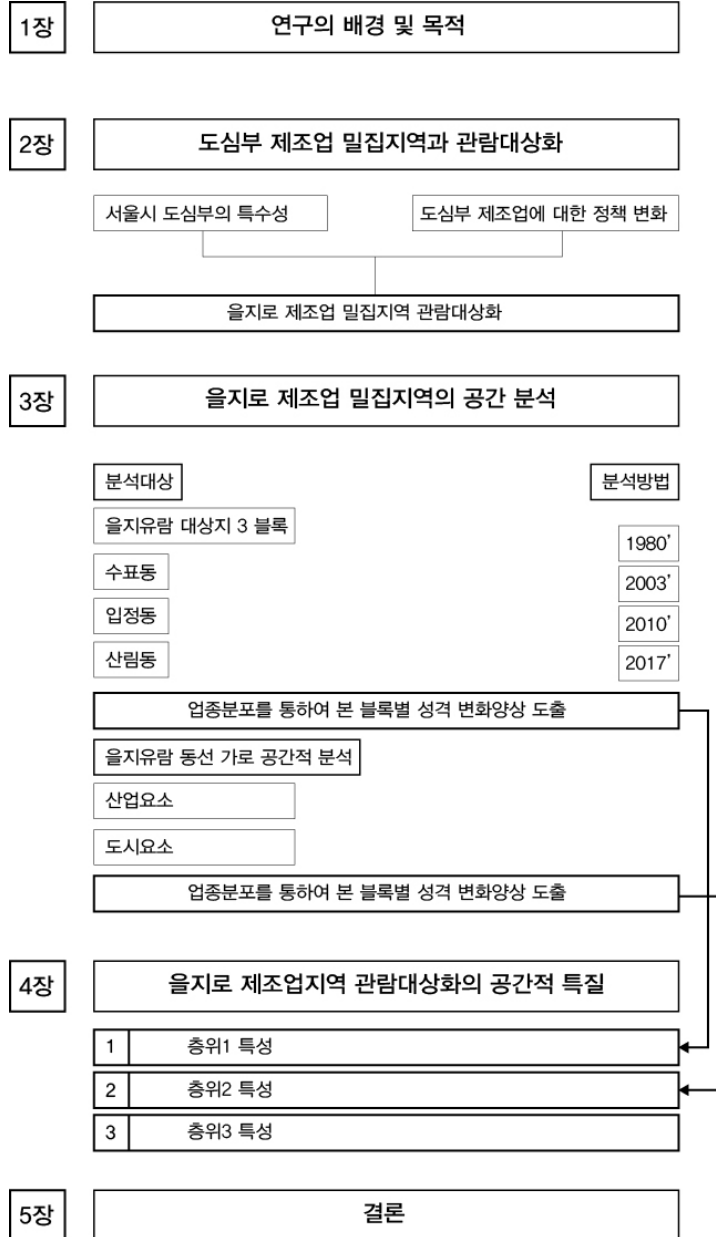 1장
연구의 배경 및 목적
2장
도심부 제조업 밀집지역과 관람대상화
서울시 도심부의 특수성
도심부 제조업에 대한 정책 변화
을지로 제조업 밀집지역 관람대상화
3장
을지로 제조업 밀집지역의 공간 분석
분석대상
분석방법
을지유람 대상지 3 블록
1980'
수표동
2003'
입정동
2010'
산림동
2017'
업종분포를 통하여 본 블록별 성격 변화양상 도출
을지유람 동선 가로 공간적 분석
산업요소
도시요소
업종분포를 통하여 본 블록별 성격 변화양상 도출
4장
을지로 제조업지역 관람대상화의 공간적 특질
1 층위1 특성
2 층위2 특성
3 층위3 특성
5장
결론